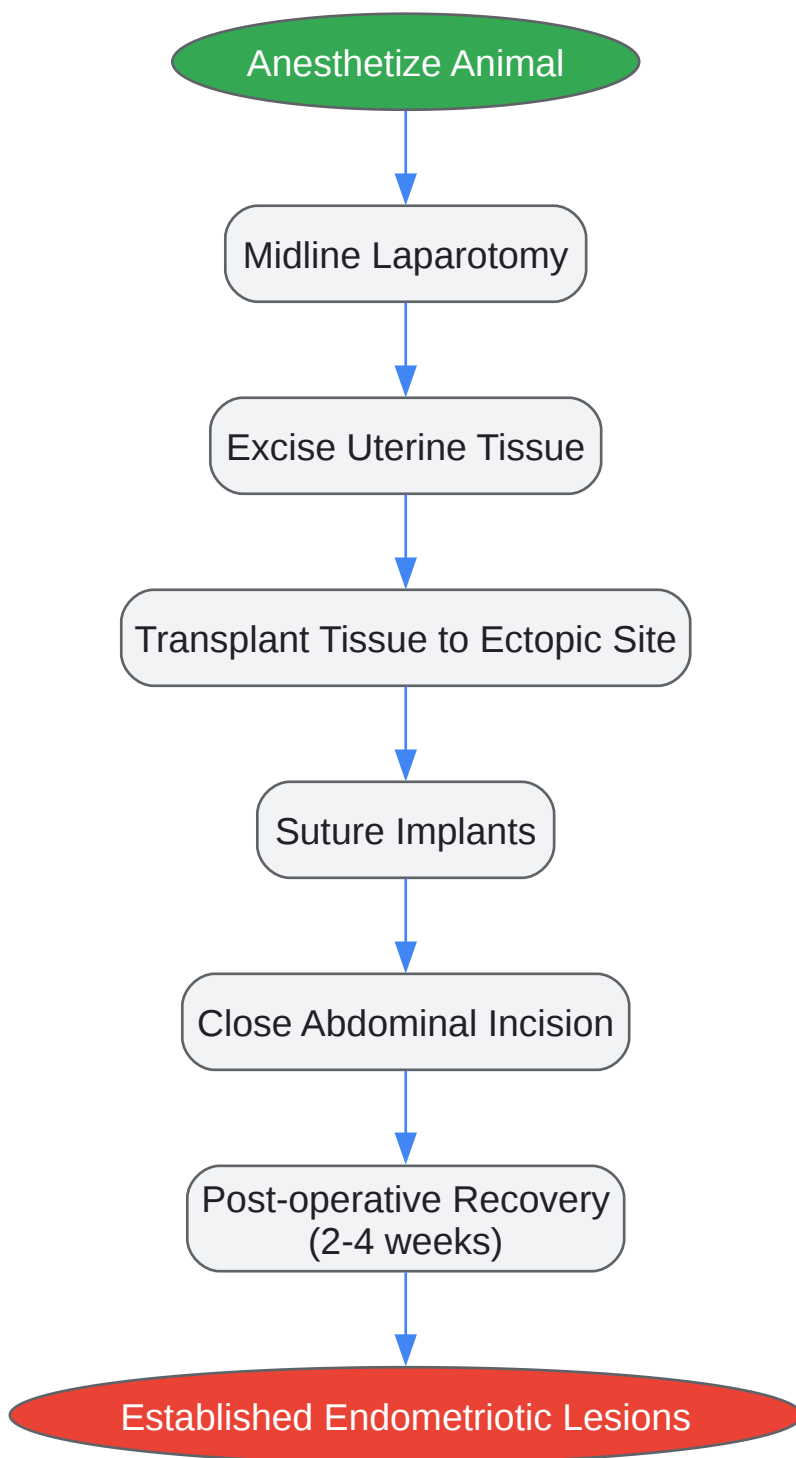 Anesthetize Animal
Midline Laparotomy
Excise Uterine Tissue
Transplant Tissue to Ectopic Site
Suture Implants
Close Abdominal Incision
Post-operative Recovery
(2-4 weeks)
Established Endometriotic Lesions